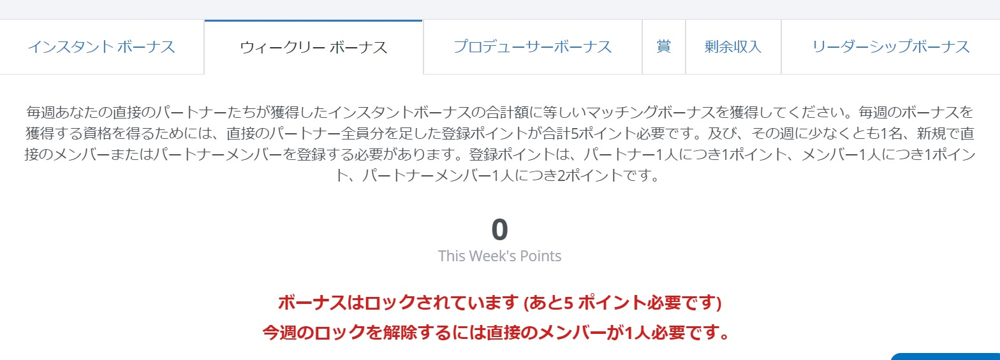 インスタント ボーナス
ウィークリー ボーナス
プロデューサーボーナス
賞
剰余収入
リーダーシップボーナス
毎週あなたの直接のパートナーたちが獲得したインスタントボーナスの合計額に等しいマッチングボーナスを獲得してください。毎週のボーナスを
獲得する資格を得るためには、直接のパートナー全員分を足した登録ポイントが合計5ポイント必要です。及び、その週に少なくとも1名、新規で直
接のメンバーまたはパートナーメンバーを登録する必要があります。登録ポイントは、パートナー1人につき1ポイント、メンバー1人につき1ポイン
ト、パートナーメンバー1人につき2ポイントです。
0
This Week's Points
ボーナスはロックされています (あと5 ポイント必要です)
今週のロックを解除するには直接のメンバーが1人必要です。